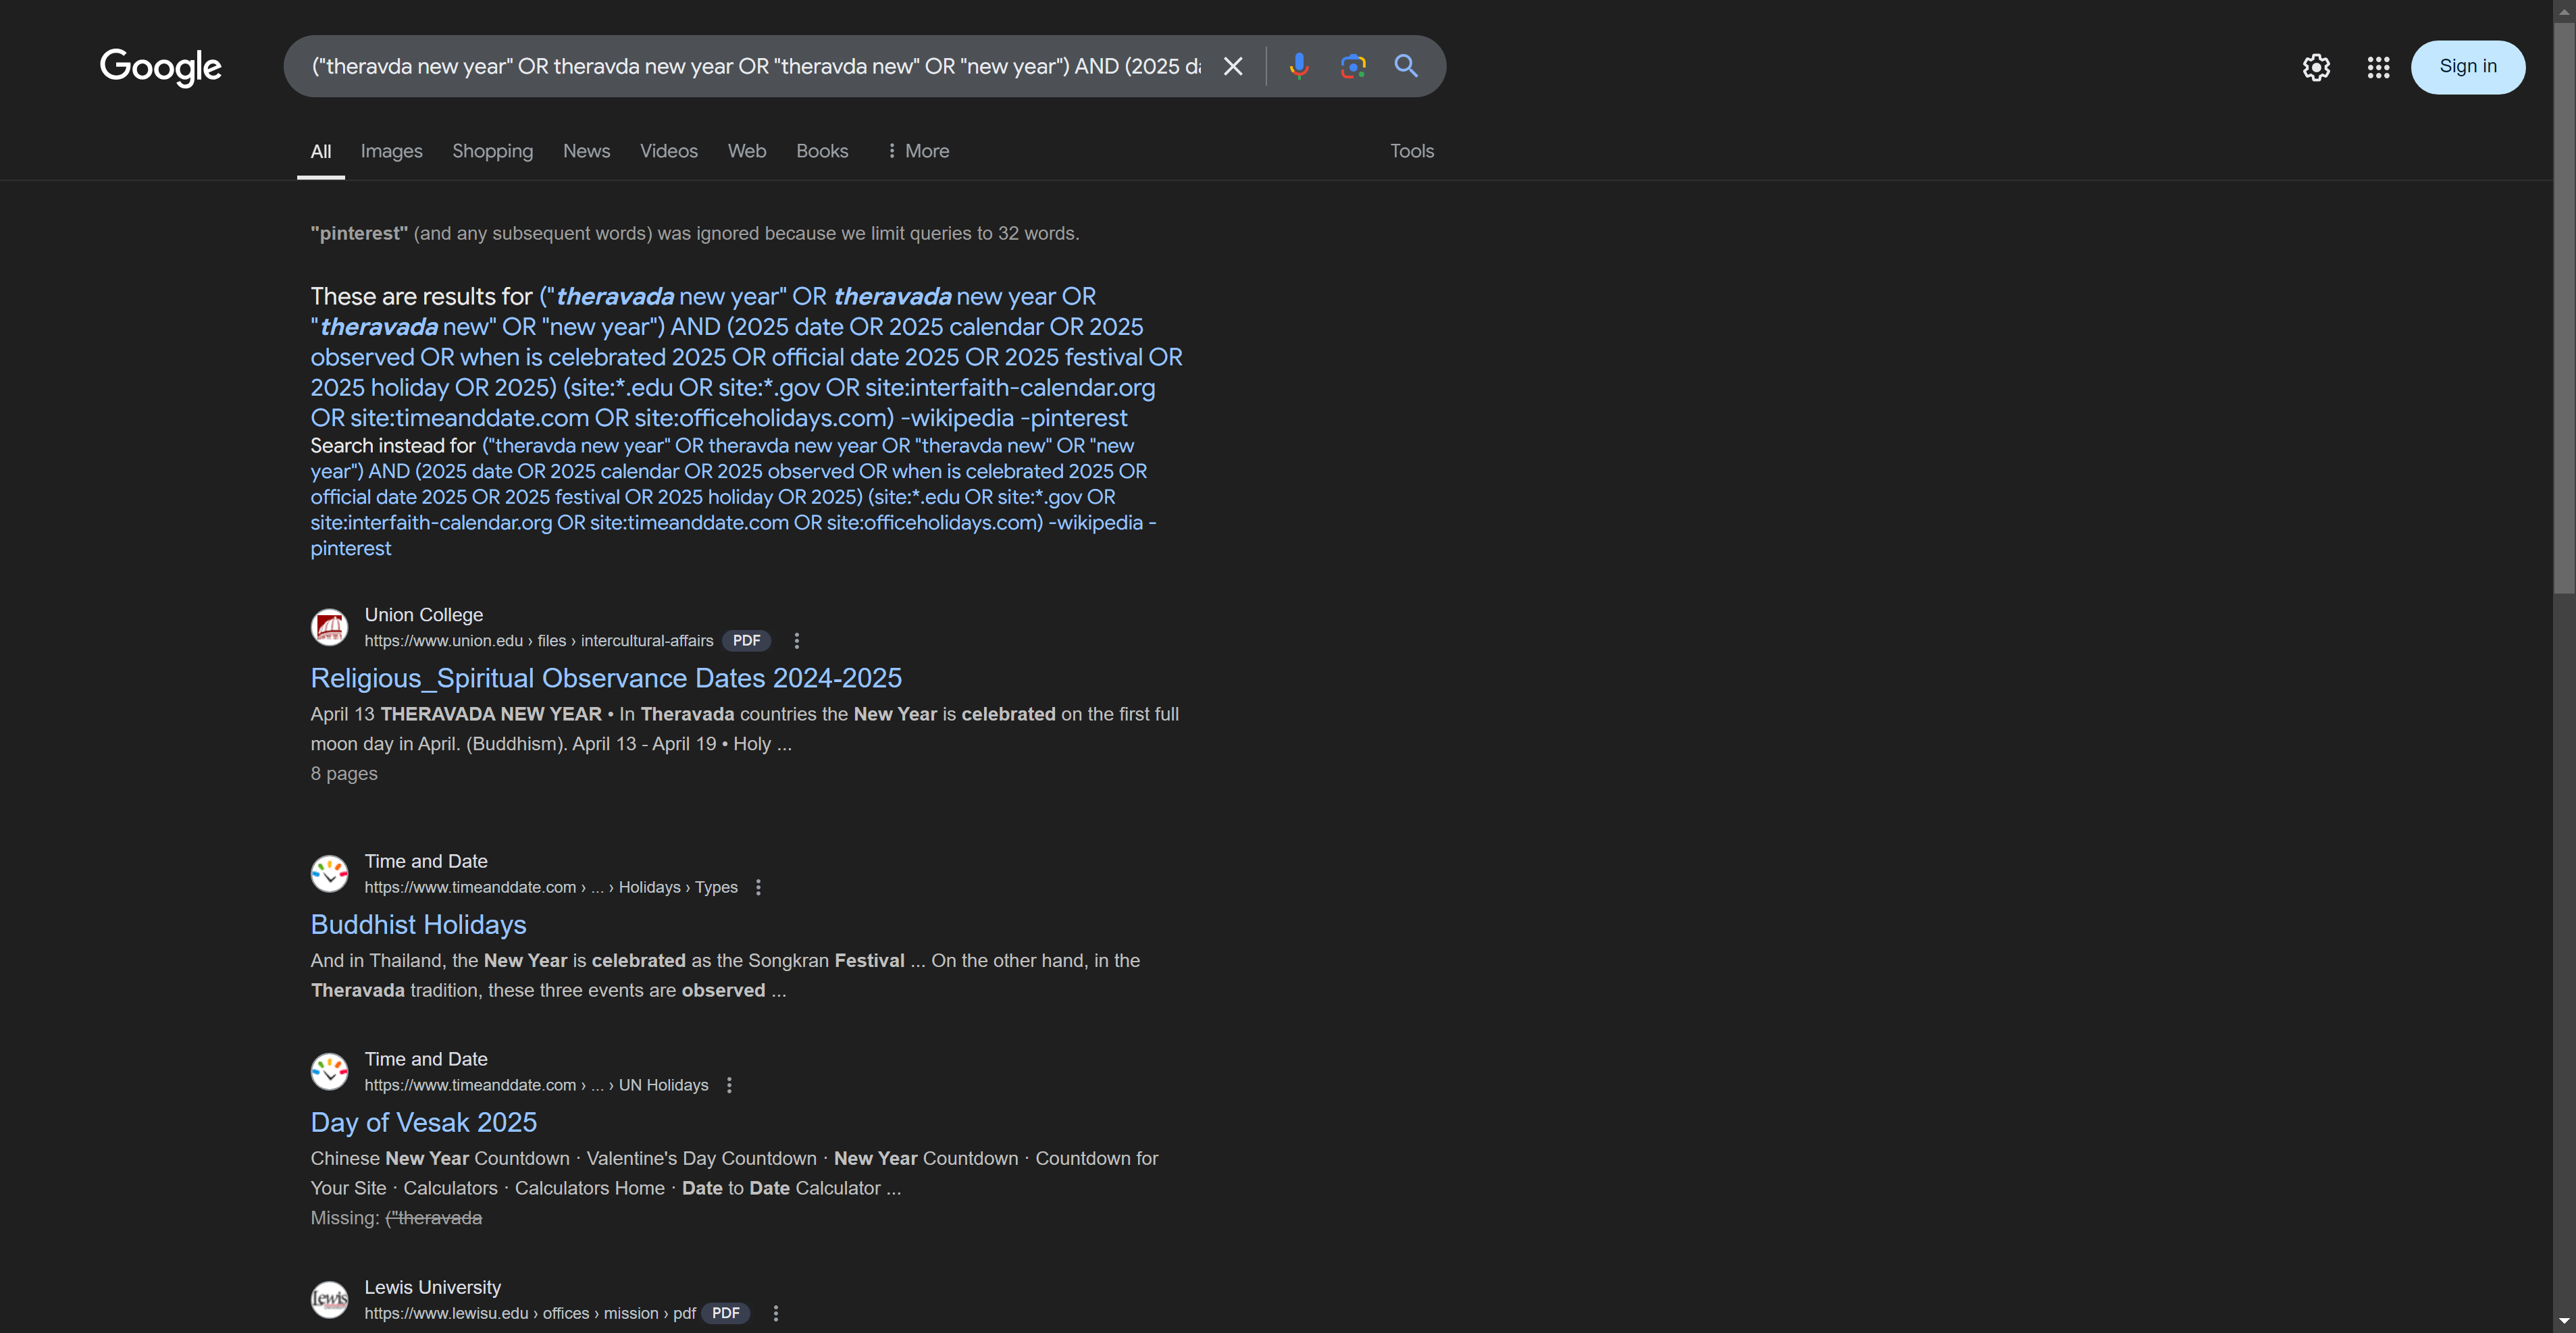 Google
("theravda new year" OR theravda new year OR "theravda new" OR "new year") AND (2025 da
Sign in
All Images Shopping News Videos Web Books More Tools
"pinterest" (and any subsequent words) was ignored because we limit queries to 32 words.
These are results for ("theravada new year" OR theravada new year OR
"theravada new" OR "new year") AND (2025 date OR 2025 calendar OR 2025
observed OR when is celebrated 2025 OR official date 2025 OR 2025 festival OR
2025 holiday OR 2025) (site:*.edu OR site:*.gov OR site:interfaith-calendar.org
OR site:timeanddate.com OR site:officeholidays.com) -wikipedia -pinterest
Search instead for ("theravda new year" OR theravda new year OR "theravda new" OR "new
year") AND (2025 date OR 2025 calendar OR 2025 observed OR when is celebrated 2025 OR
official date 2025 OR 2025 festival OR 2025 holiday OR 2025) (site:*.edu OR site:*.gov OR
site:interfaith-calendar.org OR site:timeanddate.com OR site:officeholidays.com) -wikipedia -
pinterest
Union College
https://www.union.edu › files › intercultural-affairs PDF
Religious_Spiritual Observance Dates 2024-2025
April 13 THERAVADA NEW YEAR • In Theravada countries the New Year is celebrated on the first full
moon day in April. (Buddhism). April 13 - April 19 • Holy ...
8 pages
Time and Date
https://www.timeanddate.com › ... › Holidays › Types
Buddhist Holidays
And in Thailand, the New Year is celebrated as the Songkran Festival ... On the other hand, in the
Theravada tradition, these three events are observed ...
Time and Date
https://www.timeanddate.com › ... › UN Holidays
Day of Vesak 2025
Chinese New Year Countdown · Valentine's Day Countdown · New Year Countdown · Countdown for
Your Site · Calculators · Calculators Home · Date to Date Calculator ...
Missing: ("theravada
Lewis
Lewis University
https://www.lewisu.edu › offices › mission › pdf PDF